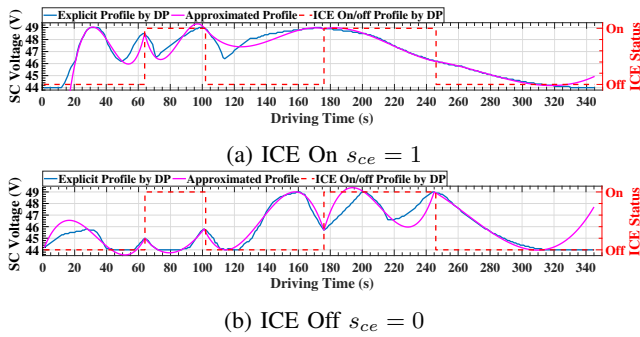 Explicit Profile by DP Approximated Profile ICE On/off Profile by DP
SC Voltage (V)
49
48
47
46
45
44
On
Off
ICE Status
0 20 40 60 80 100 120 140 160 180 200 220 240 260 280 300 320 340
Driving Time (s)
(a) ICE On s_{ce} = 1
Explicit Profile by DP Approximated Profile ICE On/off Profile by DP
SC Voltage (V)
49
48
47
46
45
44
On
Off
ICE Status
0 20 40 60 80 100 120 140 160 180 200 220 240 260 280 300 320 340
Driving Time (s)
(b) ICE Off s_{ce} = 0